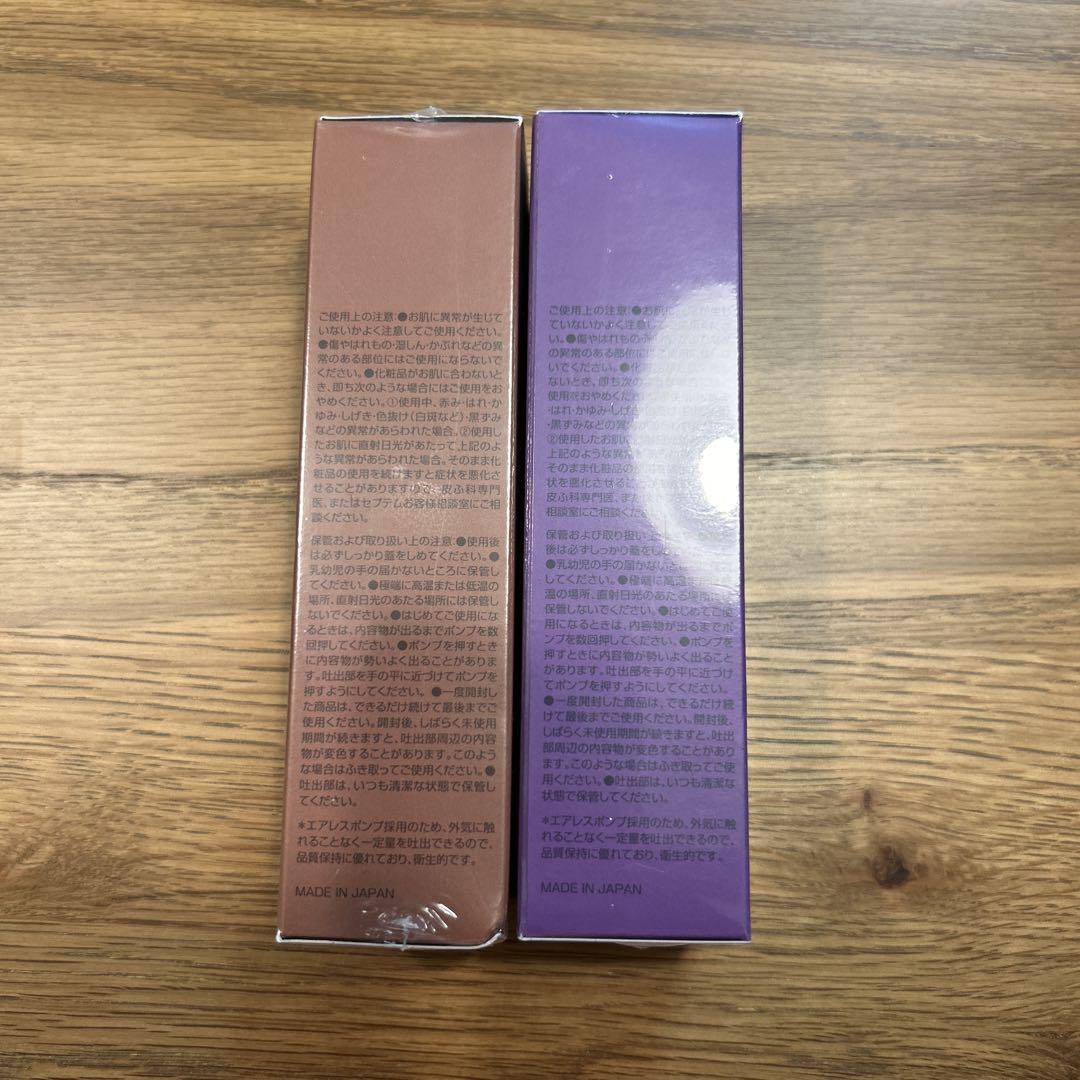 ご使用上の注意:●お肌に異常が生じて
いないかよく注意してご使用ください。
●傷やはれもの・湿しん・かぶれなどの異
常のある部位にはご使用にならないで
ください。●化粧品がお肌に合わないと
き、即ち次のような場合にはご使用をお
やめください。①使用中、赤み・はれ・か
ゆみ・しげき・色抜け(白斑など)・黒ずみ
などの異常があらわれた場合。②使用し
たお肌に直射日光があたって上記のよ
うな異常があらわれた場合。そのまま化
粧品の使用を続けますと症状を悪化さ
せることがありますので、皮ふ科専門
医、またはセプテムお客様相談室にご相
談ください。
保管および取り扱い上の注意:●使用後
は必ずしっかり蓋をしめてください。●
乳幼児の手の届かないところに保管し
てください。●極端に高温または低温の
場所、直射日光のあたる場所には保管し
ないでください。●はじめてご使用にな
るときは、内容物が出るまでポンプを数
回押してください。●ポンプを押すとき
に内容物が勢いよく出ることがありま
す。吐出部を手の平に近づけてポンプを
押すようにしてください。●一度開封し
た商品は、できるだけ続けて最後までご
使用ください。開封後、しばらく未使用
期間が続きますと、吐出部周辺の内容
物が変色することがあります。このよう
な場合はふき取ってご使用ください。●
吐出部は、いつも清潔な状態で保管し
てください。
*エアレスポンプ採用のため、外気に触
れることなく一定量を吐出できるので、
品質保持に優れており、衛生的です。
MADE IN JAPAN
ご使用上の注意:●お肌に が生じ
ていないかよく注意して 使用くださ
い。●傷やはれもの・
の異常のある部位に
いでください。●化
ないとき、即ち次のような
使用をおやめくだ
・はれ・かゆみ・しげき・色抜け
・黒ずみなどの異常が
②使用したお肌に
上記のような異常
そのまま化粧品の
状を悪化させること
皮ふ科専門医、また
相談室にご相談くだ
保管および取り扱い上
後は必ずしっかり蓋をし
●乳幼児の手の届かないと
してください。●極端に高温
温の場所、直射日光のあたる場所には
保管しないでください。●はじめてご使
用になるときは、内容物が出るまでポ
ンプを数回押してください。●ポンプを
押すときに内容物が勢いよく出ること
があります。吐出部を手の平に近づけ
てポンプを押すようにしてください。
●一度開封した商品は、できるだけ続
けて最後までご使用ください。開封後、
しばらく未使用期間が続きますと、吐出
部周辺の内容物が変色することがあり
ます。このような場合はふき取ってご使
用ください。●吐出部は、いつも清潔な
状態で保管してください。
*エアレスポンプ採用のため、外気に触
れることなく一定量を吐出できるので、
品質保持に優れており、衛生的です。
MADE IN JAPAN